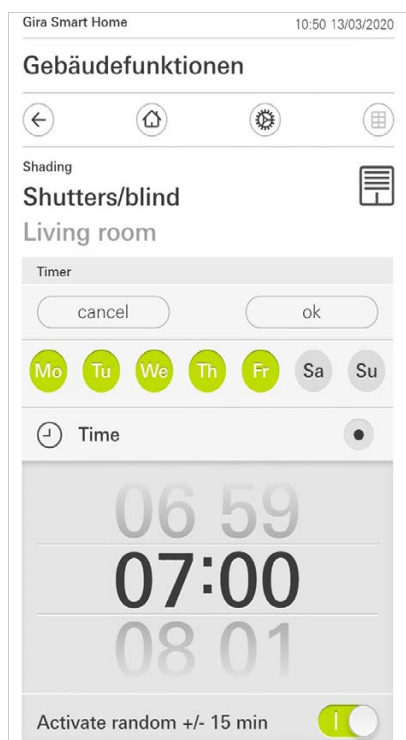 Gira Smart Home 10:50 13/03/2020
Gebäudefunktionen
Shading
Shutters/blind
Living room
Timer
cancel ok
Mo Tu We Th Fr Sa Su
Time
06 59
07:00
08 01
Activate random +/- 15 min